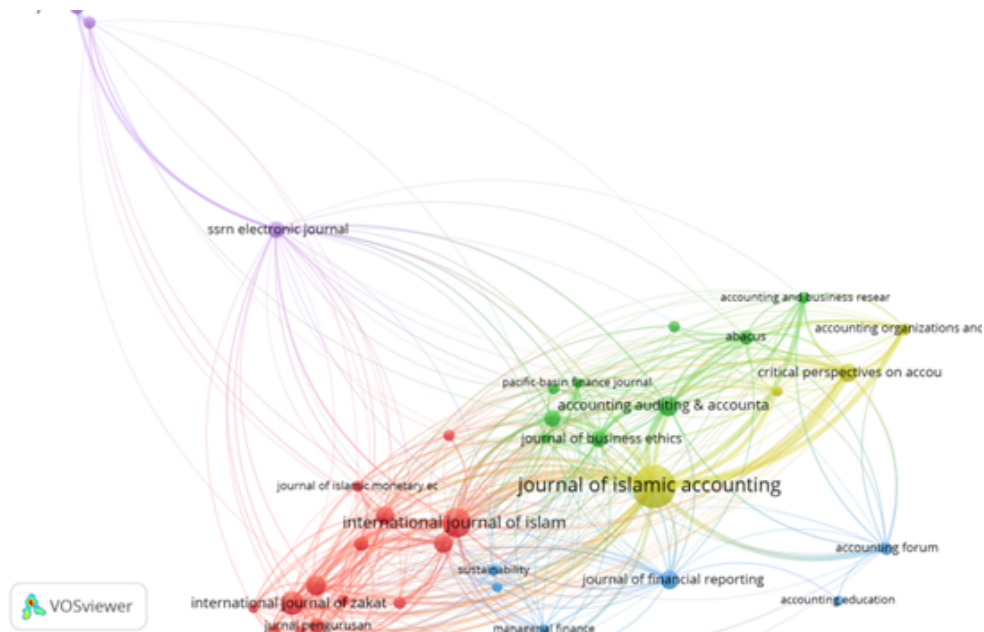 ssrn electronic journal
accounting and business resear
accounting organizations and
abacus
critical perspectives on accou
pacific-basin finance journal
accounting auditing & accounta
journal of business ethics
journal of islamic accounting
journal of islamic monetary ec
international journal of islam
accounting forum
sustainability
journal of financial reporting
international journal of zakat
accounting education
jurnal pengurusan
managerial finance
VOSviewer